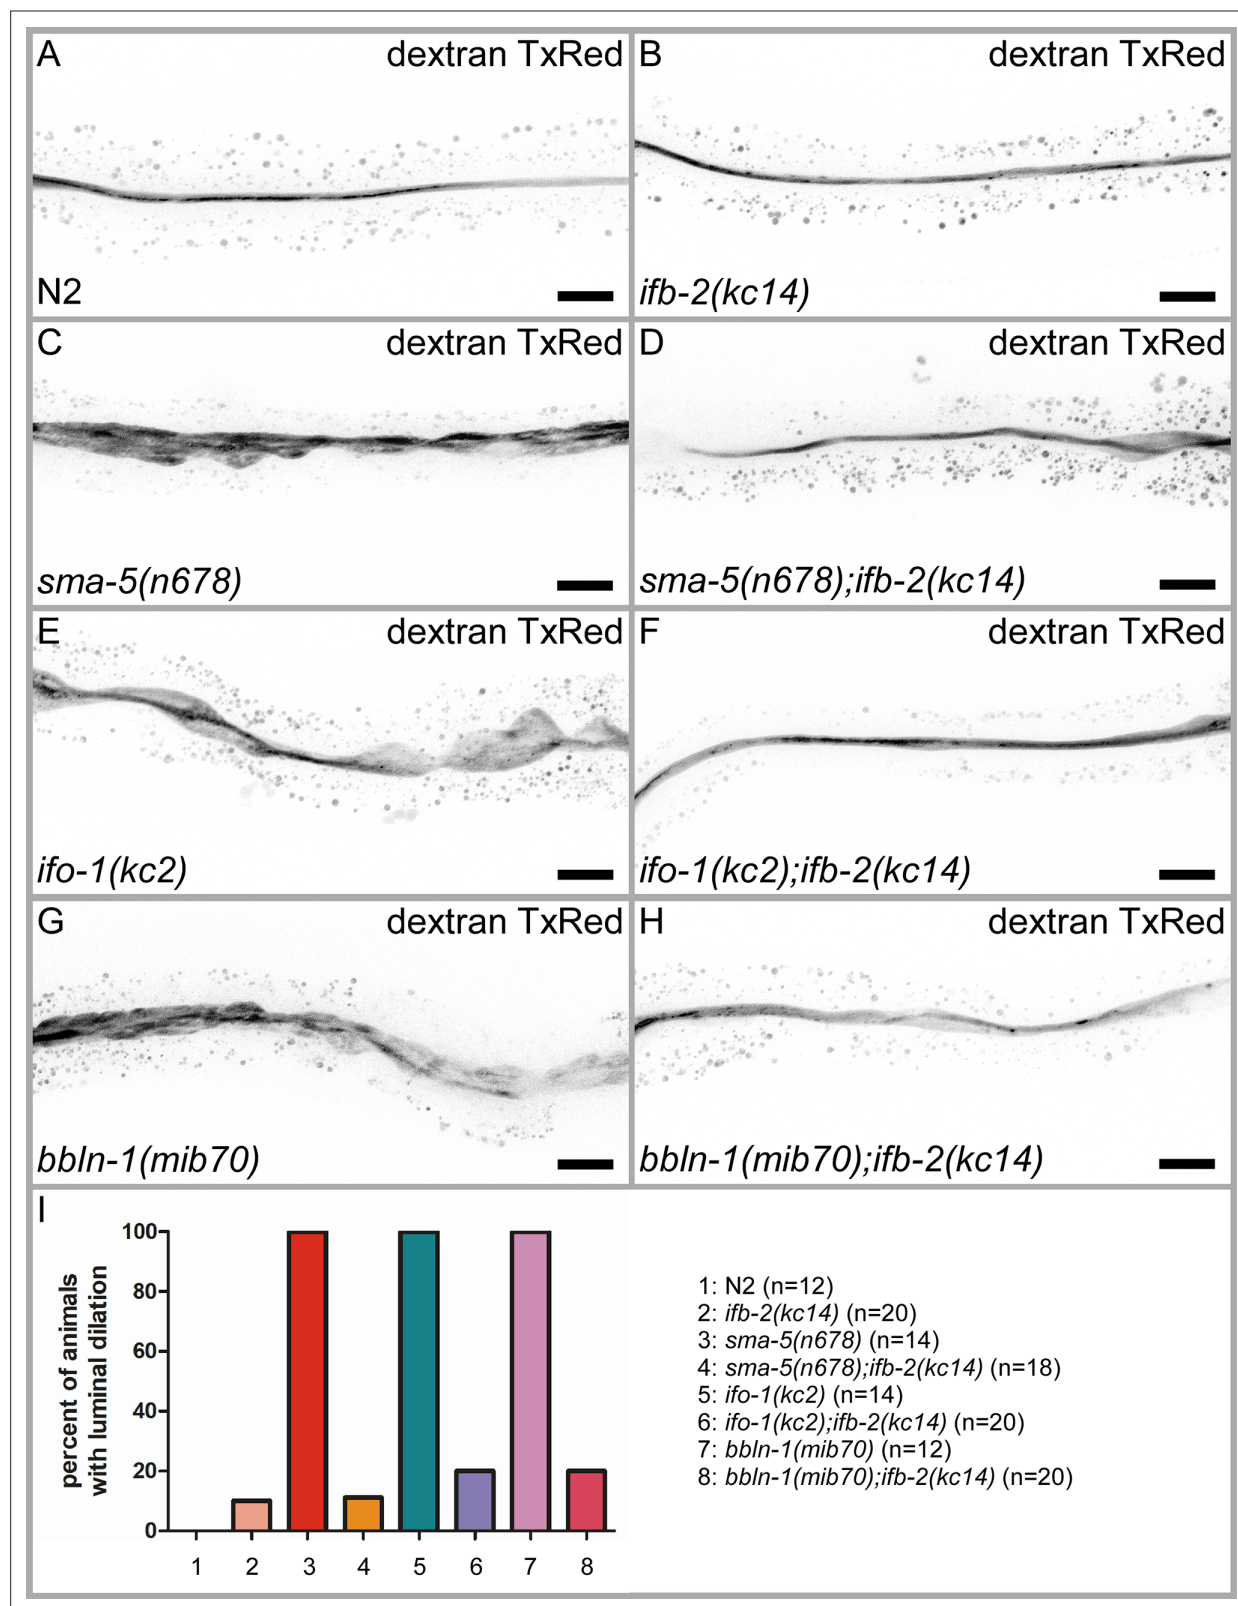 A dextran TxRed
N2
B dextran TxRed
ifb-2(kc14)
C dextran TxRed
sma-5(n678)
D dextran TxRed
sma-5(n678);ifb-2(kc14)
E dextran TxRed
ifo-1(kc2)
F dextran TxRed
ifo-1(kc2);ifb-2(kc14)
G dextran TxRed
bbln-1(mib70)
H dextran TxRed
bbln-1(mib70);ifb-2(kc14)
I
percent of animals
with luminal dilation
100
80
60
40
20
0
1 2 3 4 5 6 7 8
1: N2 (n=12)
2: ifb-2(kc14) (n=20)
3: sma-5(n678) (n=14)
4: sma-5(n678);ifb-2(kc14) (n=18)
5: ifo-1(kc2) (n=14)
6: ifo-1(kc2);ifb-2(kc14) (n=20)
7: bbln-1(mib70) (n=12)
8: bbln-1(mib70);ifb-2(kc14) (n=20)